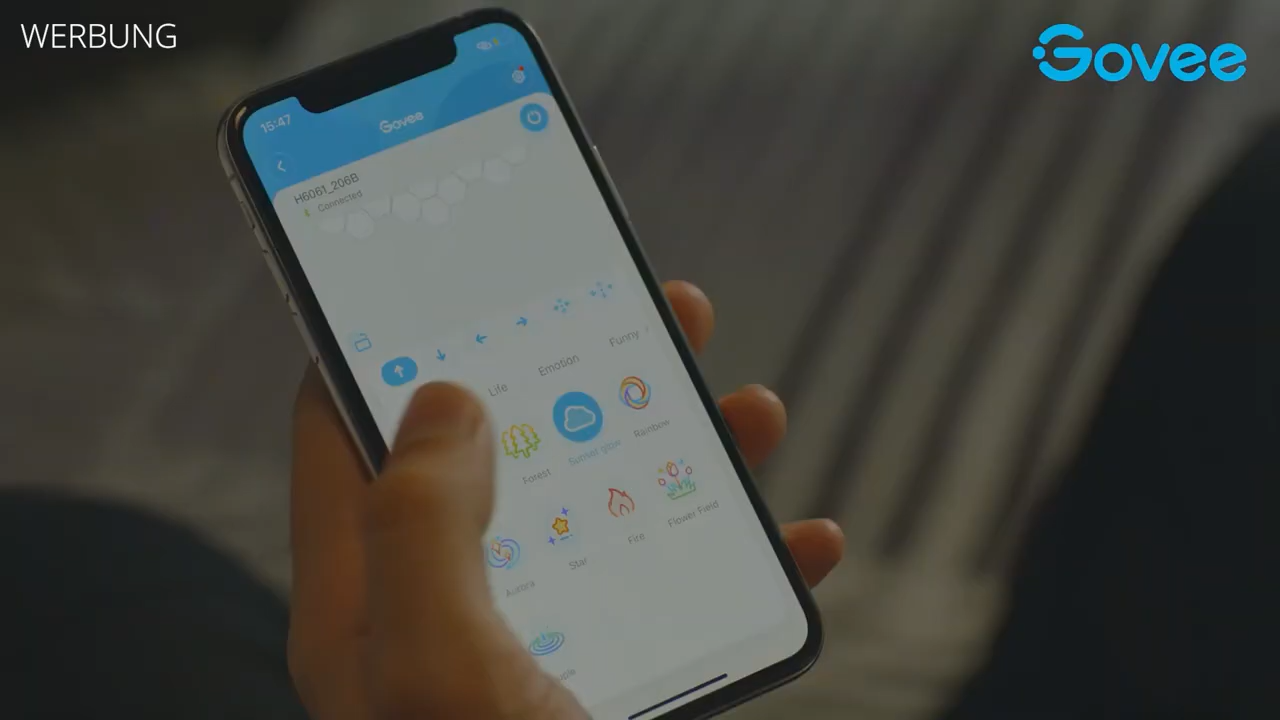 WERBUNG
Govee
15:47
Govee
H6061_206B
Connected
Life
Emotion
Funny
Forest
Sunset glow
Rainbow
Aurora
Star
Fire
Flower Field